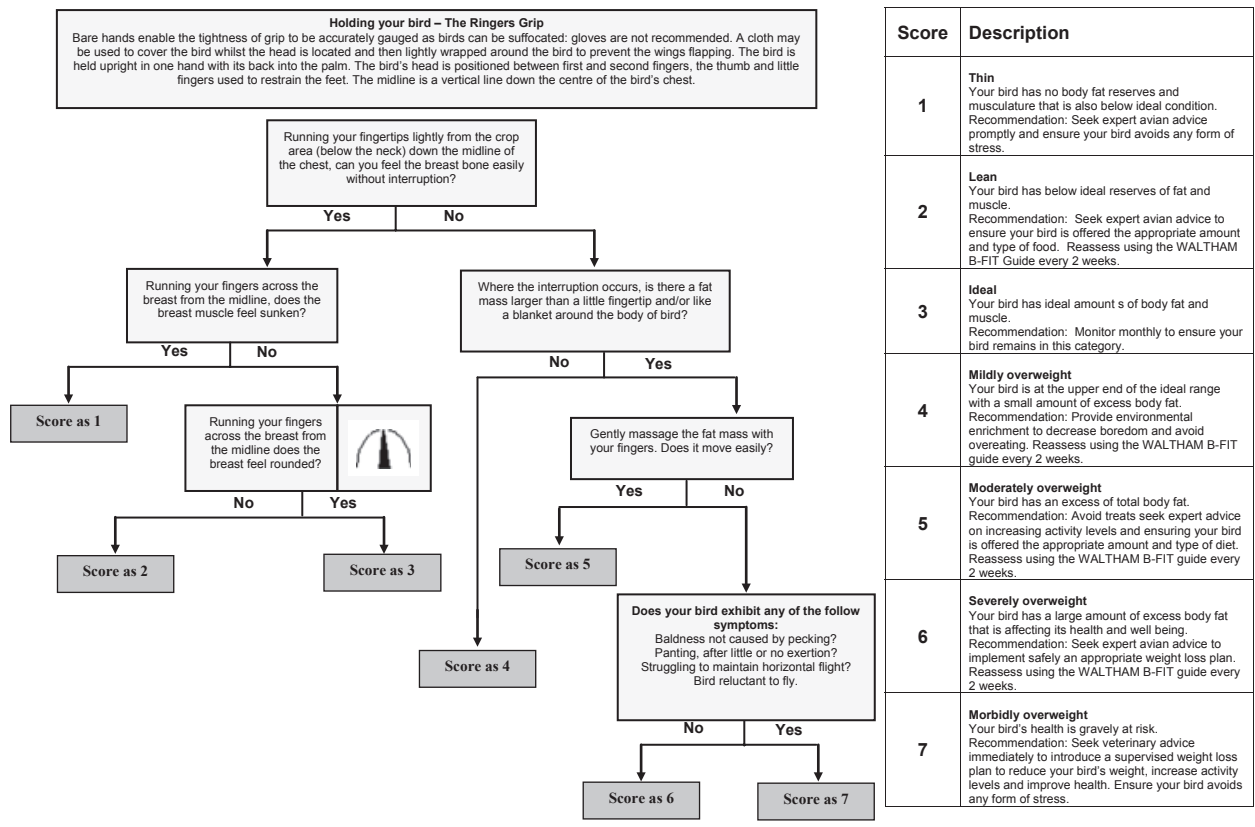 Holding your bird – The Ringers Grip
Bare hands enable the tightness of grip to be accurately gauged as birds can be suffocated: gloves are not recommended. A cloth may
be used to cover the bird whilst the head is located and then lightly wrapped around the bird to prevent the wings flapping. The bird is
held upright in one hand with its back into the palm. The bird's head is positioned between first and second fingers, the thumb and little
fingers used to restrain the feet. The midline is a vertical line down the centre of the bird's chest.
Running your fingertips lightly from the crop
area (below the neck) down the midline of
the chest, can you feel the breast bone easily
without interruption?
Yes No
Running your fingers across the
breast from the midline, does the
breast muscle feel sunken?
Yes No
Where the interruption occurs, is there a fat
mass larger than a little fingertip and/or like
a blanket around the body of bird?
No Yes
Score as 1
Running your fingers
across the breast from
the midline does the
breast feel rounded?
No Yes
Gently massage the fat mass with
your fingers. Does it move easily?
Yes No
Score as 2
Score as 3
Score as 5
Does your bird exhibit any of the follow
symptoms:
Baldness not caused by pecking?
Panting, after little or no exertion?
Struggling to maintain horizontal flight?
Bird reluctant to fly.
Score as 4
No Yes
Score as 6
Score as 7
Score Description
1
Thin
Your bird has no body fat reserves and
musculature that is also below ideal condition.
Recommendation: Seek expert avian advice
promptly and ensure your bird avoids any form of
stress.
2
Lean
Your bird has below ideal reserves of fat and
muscle.
Recommendation: Seek expert avian advice to
ensure your bird is offered the appropriate amount
and type of food. Reassess using the WALTHAM
B-FIT Guide every 2 weeks.
3
Ideal
Your bird has ideal amount s of body fat and
muscle.
Recommendation: Monitor monthly to ensure your
bird remains in this category.
4
Mildly overweight
Your bird is at the upper end of the ideal range
with a small amount of excess body fat.
Recommendation: Provide environmental
enrichment to decrease boredom and avoid
overeating. Reassess using the WALTHAM B-FIT
guide every 2 weeks.
5
Moderately overweight
Your bird has an excess of total body fat.
Recommendation: Avoid treats seek expert advice
on increasing activity levels and ensuring your bird
is offered the appropriate amount and type of diet.
Reassess using the WALTHAM B-FIT guide every
2 weeks.
6
Severely overweight
Your bird has a large amount of excess body fat
that is affecting its health and well being.
Recommendation: Seek expert avian advice to
implement safely an appropriate weight loss plan.
Reassess using the WALTHAM B-FIT guide every
2 weeks.
7
Morbidly overweight
Your bird's health is gravely at risk.
Recommendation: Seek veterinary advice
immediately to introduce a supervised weight loss
plan to reduce your bird's weight, increase activity
levels and improve health. Ensure your bird avoids
any form of stress.